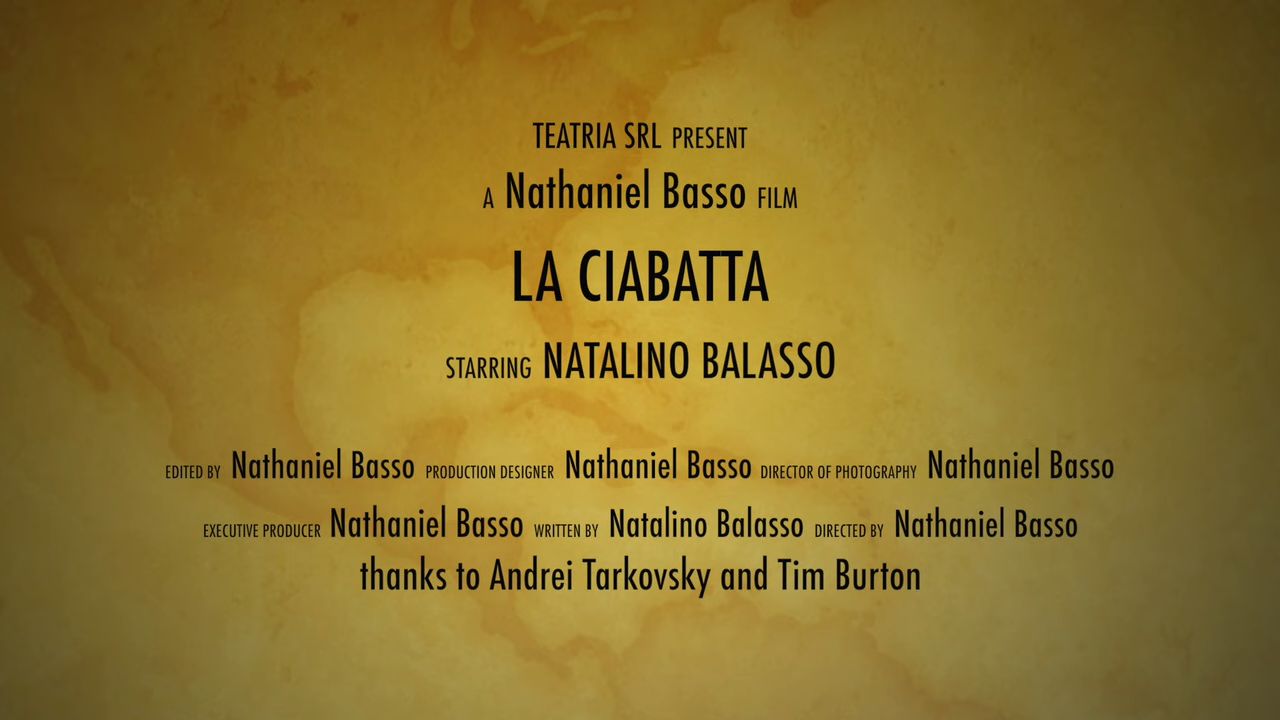 TEATRIA SRL PRESENT
A Nathaniel Basso FILM
LA CIABATTA
STARRING NATALINO BALASSO
EDITED BY Nathaniel Basso PRODUCTION DESIGNER Nathaniel Basso DIRECTOR OF PHOTOGRAPHY Nathaniel Basso
EXECUTIVE PRODUCER Nathaniel Basso WRITTEN BY Natalino Balasso DIRECTED BY Nathaniel Basso
thanks to Andrei Tarkovsky and Tim Burton